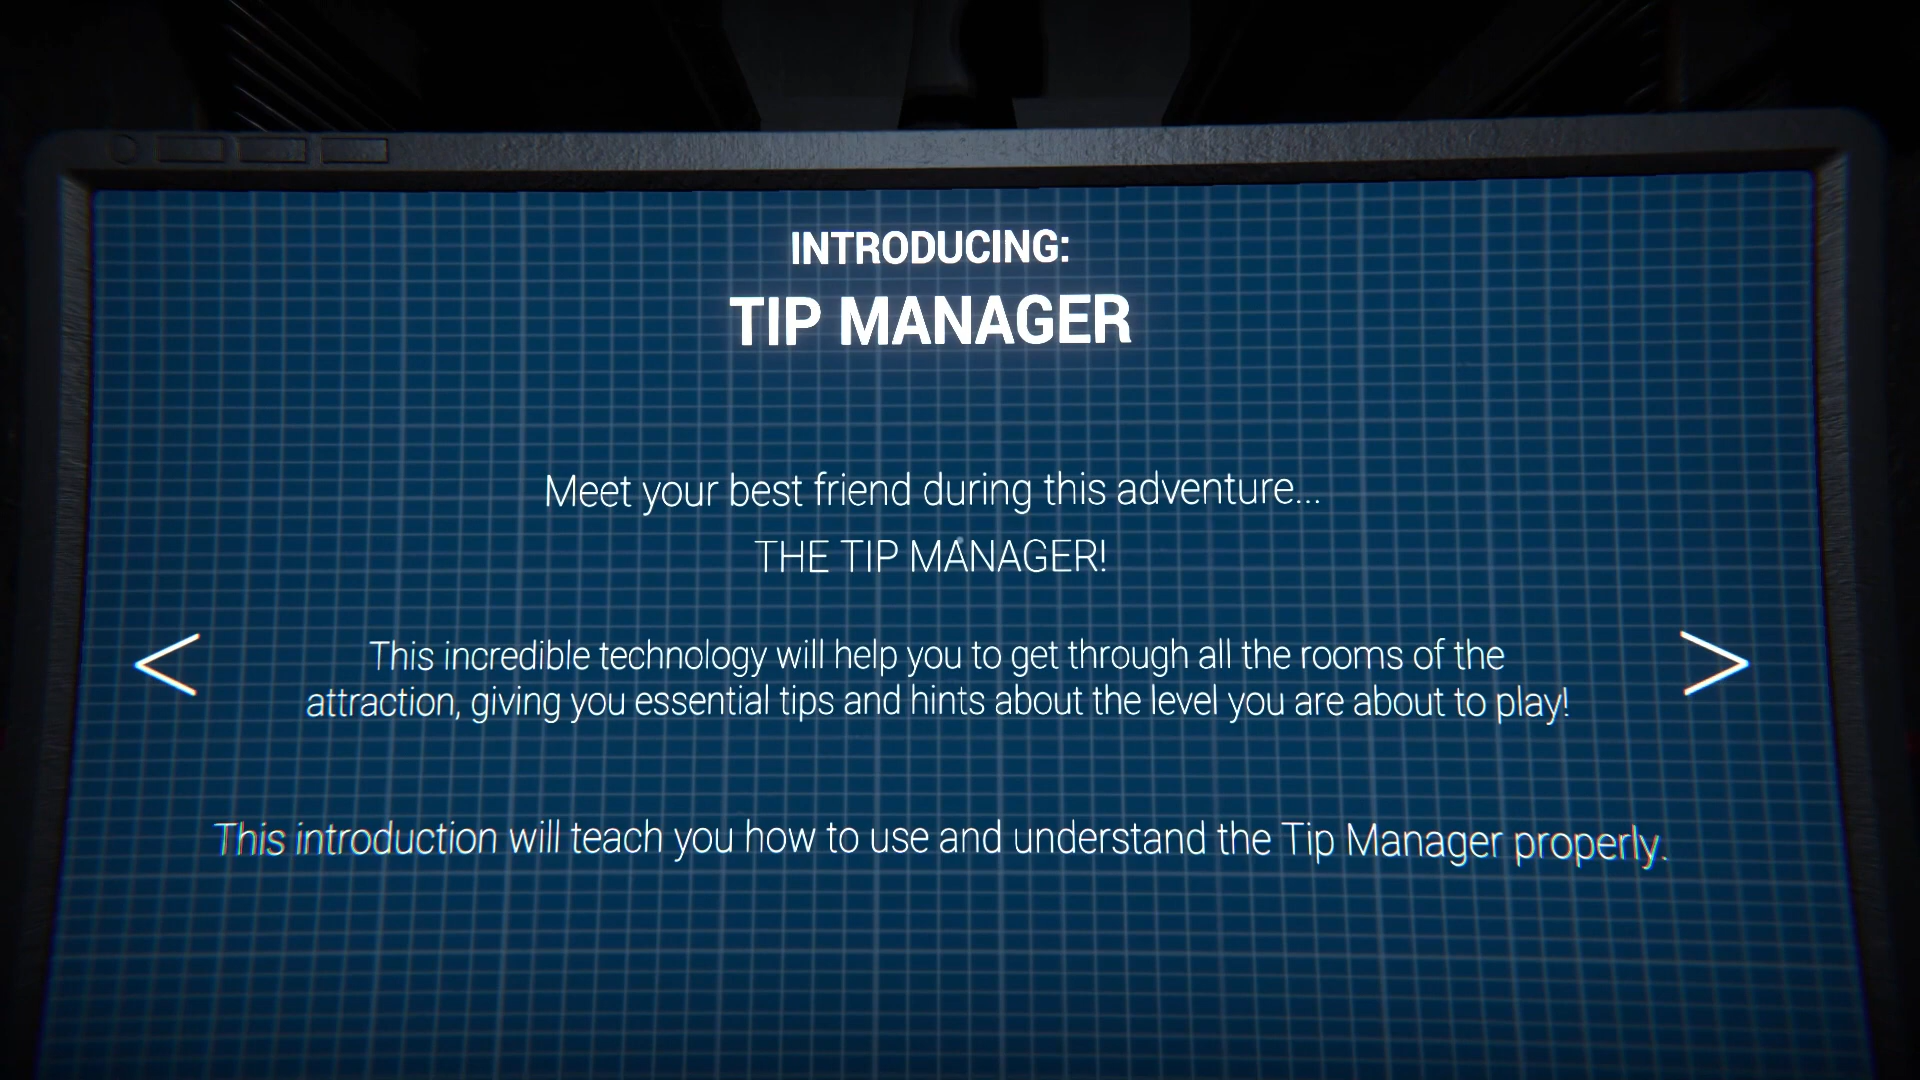 INTRODUCING:
TIP MANAGER
Meet your best friend during this adventure...
THE TIP MANAGER!
This incredible technology will help you to get through all the rooms of the
attraction, giving you essential tips and hints about the level you are about to play!
This introduction will teach you how to use and understand the Tip Manager properly.